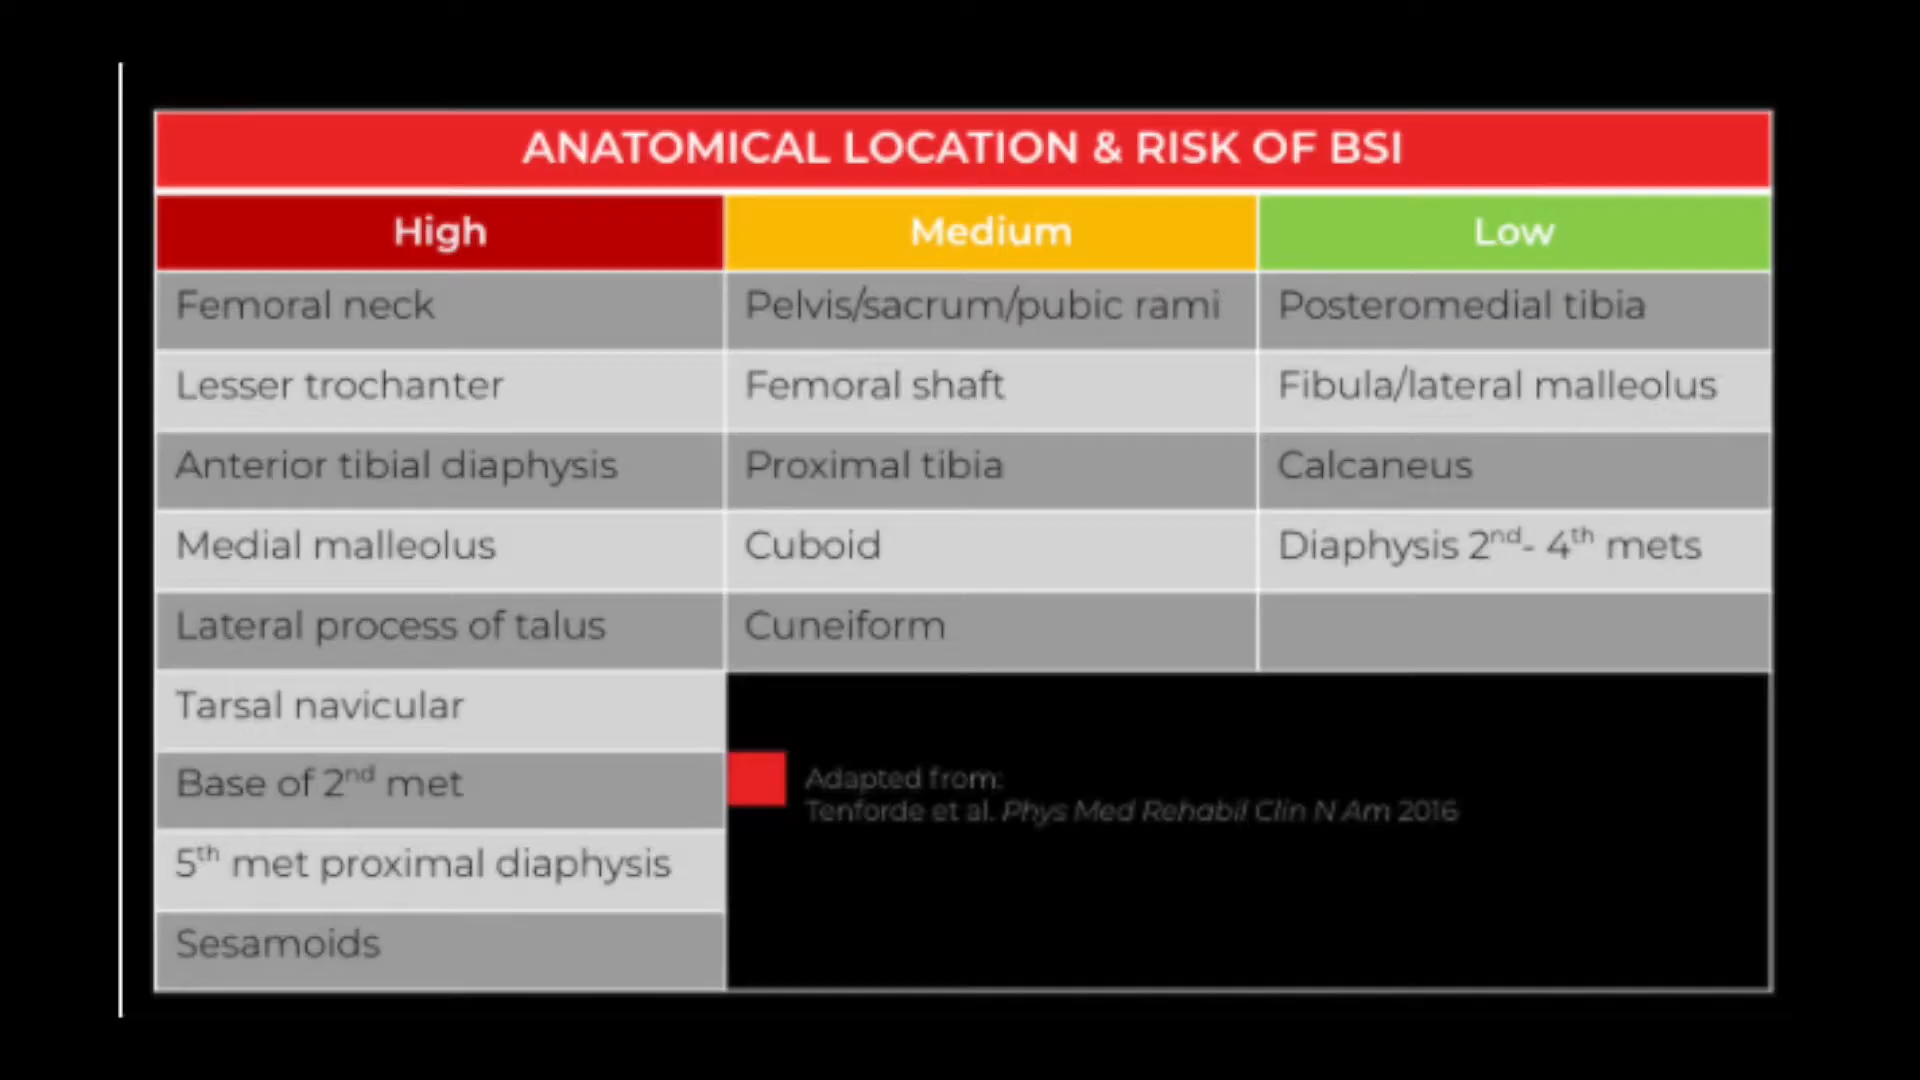 ANATOMICAL LOCATION & RISK OF BSI
High Medium Low
Femoral neck Pelvis/sacrum/pubic rami Posteromedial tibia
Lesser trochanter Femoral shaft Fibula/lateral malleolus
Anterior tibial diaphysis Proximal tibia Calcaneus
Medial malleolus Cuboid Diaphysis 2nd- 4th mets
Lateral process of talus Cuneiform
Tarsal navicular
Base of 2nd met
Adapted from:
Tenforde et al. Phys Med Rehabil Clin N Am 2016
5th met proximal diaphysis
Sesamoids